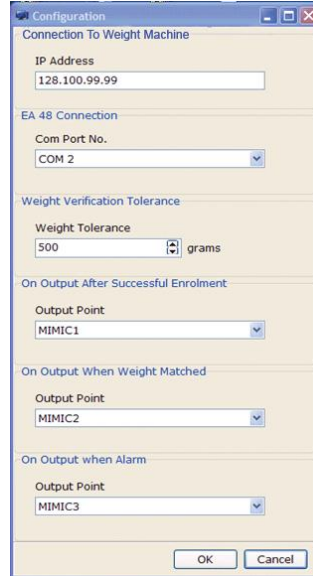 Configuration
Connection To Weight Machine
IP Address
128.100.99.99
EA 48 Connection
Com Port No.
COM 2
Weight Verification Tolerance
Weight Tolerance
500 grams
On Output After Successful Enrolment
Output Point
MIMIC1
On Output When Weight Matched
Output Point
MIMIC2
On Output when Alarm
Output Point
MIMIC3
OK Cancel